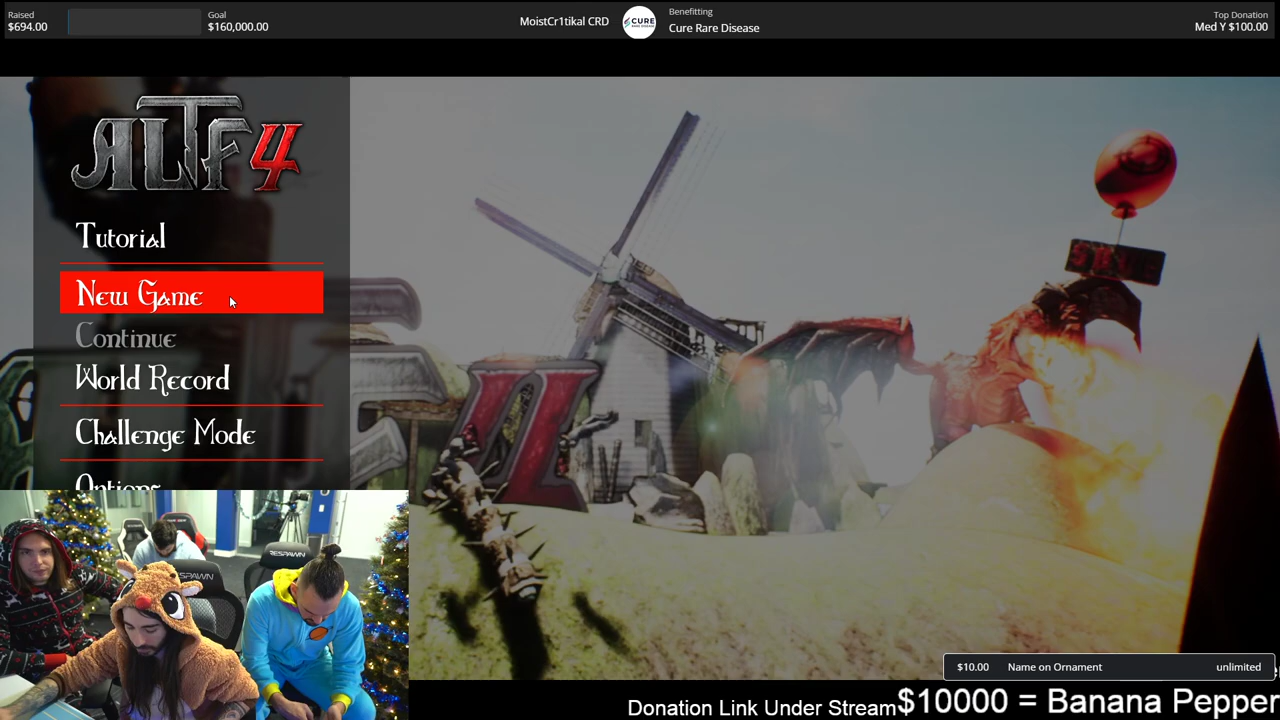 Raised
$694.00
Goal
$160,000.00
MoistCr1tikal CRD
CURE
Benefitting
Cure Rare Disease
Top Donation
Med Y $100.00
ALTF4
Tutorial
New Game
Continue
World Record
Challenge Mode
Options
RESPAWN
RESPAWN
$10.00 Name on Ornament unlimited
Donation Link Under Stream
$10000 = Banana Pepper